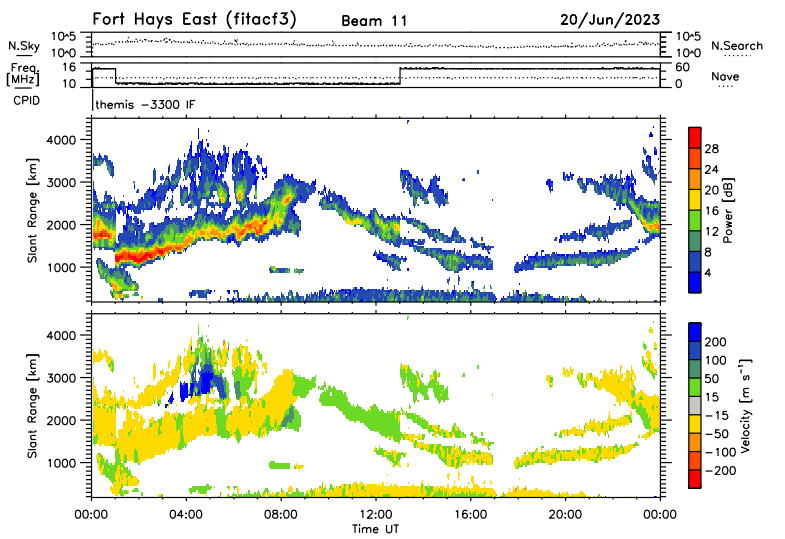 Fort Hays East (fitacf3) Beam 11 20/Jun/2023
N.Sky 10^5 10^0 10^5 10^0 N.Search
Freq. [MHz] 16 10 60 0 Nave
CPID themis -3300 IF
Slant Range [km] 4000 3000 2000 1000
28 24 20 16 12 8 4 Power [dB]
Slant Range [km] 4000 3000 2000 1000
200 100 50 15 -15 -50 -100 -200 Velocity [m s⁻¹]
00:00 04:00 08:00 12:00 16:00 20:00 00:00
Time UT